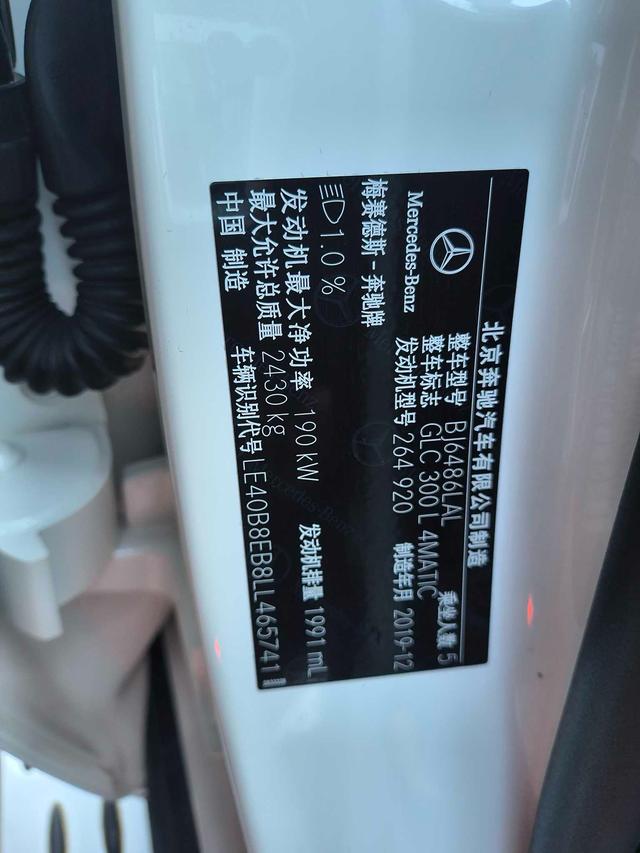 北京奔驰汽车有限公司制造
Mercedes-Benz
梅赛德斯-奔驰牌
整车型号 BJ6486LAL
整车标志 GLC 300 L 4MATIC 乘坐人数 5
发动机型号 264 920 制造年月 2019-12
1.0 %
发动机最大净功率 190 kW 发动机排量 1991 mL
最大允许总质量 2430 kg
中国 制造 车辆识别代号 LE40B8EB8LL465741